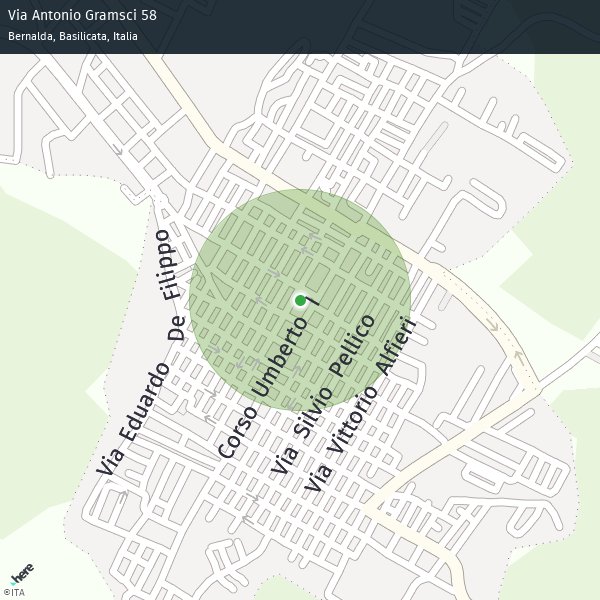 Via Antonio Gramsci 58
Bernalda, Basilicata, Italia
Via Eduardo De Filippo
Corso Umberto I
Via Silvio Pellico
Via Vittorio Alfieri
here
©ITA